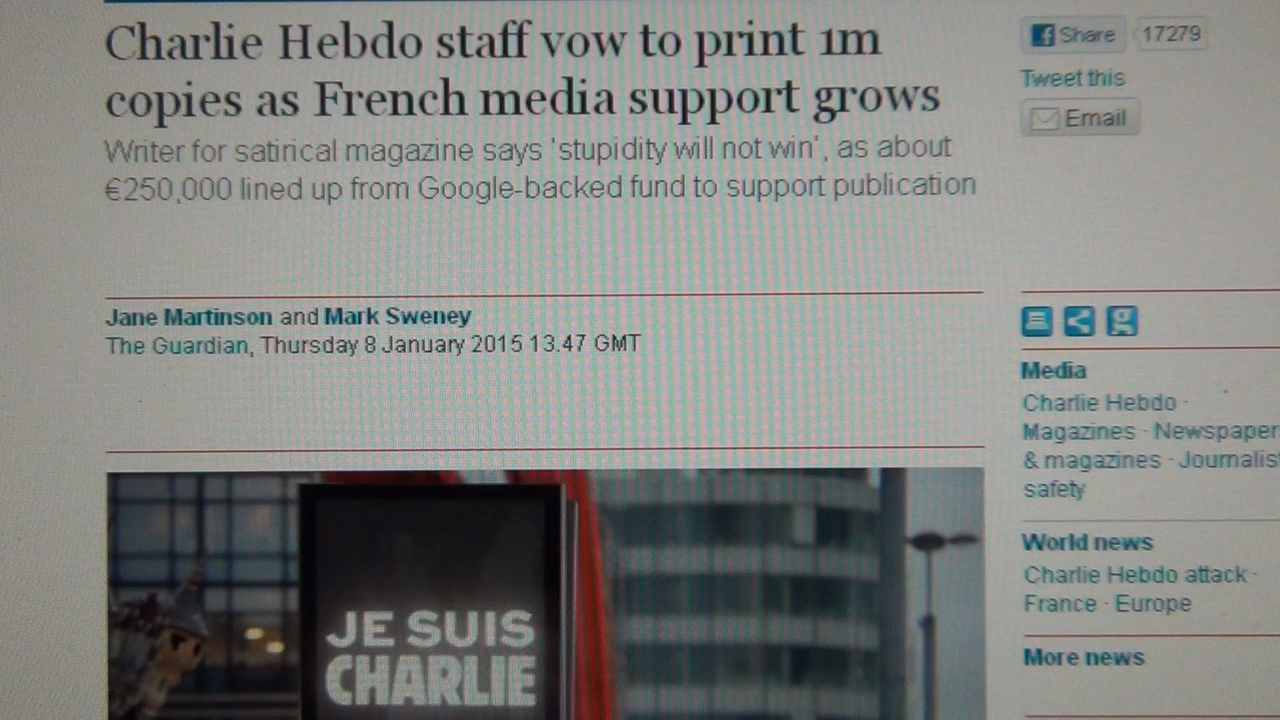 Charlie Hebdo staff vow to print 1m
copies as French media support grows
Writer for satirical magazine says 'stupidity will not win', as about
€250,000 lined up from Google-backed fund to support publication
Share 17279
Tweet this
Email
Jane Martinson and Mark Sweney
The Guardian, Thursday 8 January 2015 13.47 GMT
JE SUIS
CHARLIE
Media
Charlie Hebdo ·
Magazines · Newspaper
& magazines · Journalis
safety
World news
Charlie Hebdo attack ·
France · Europe
More news